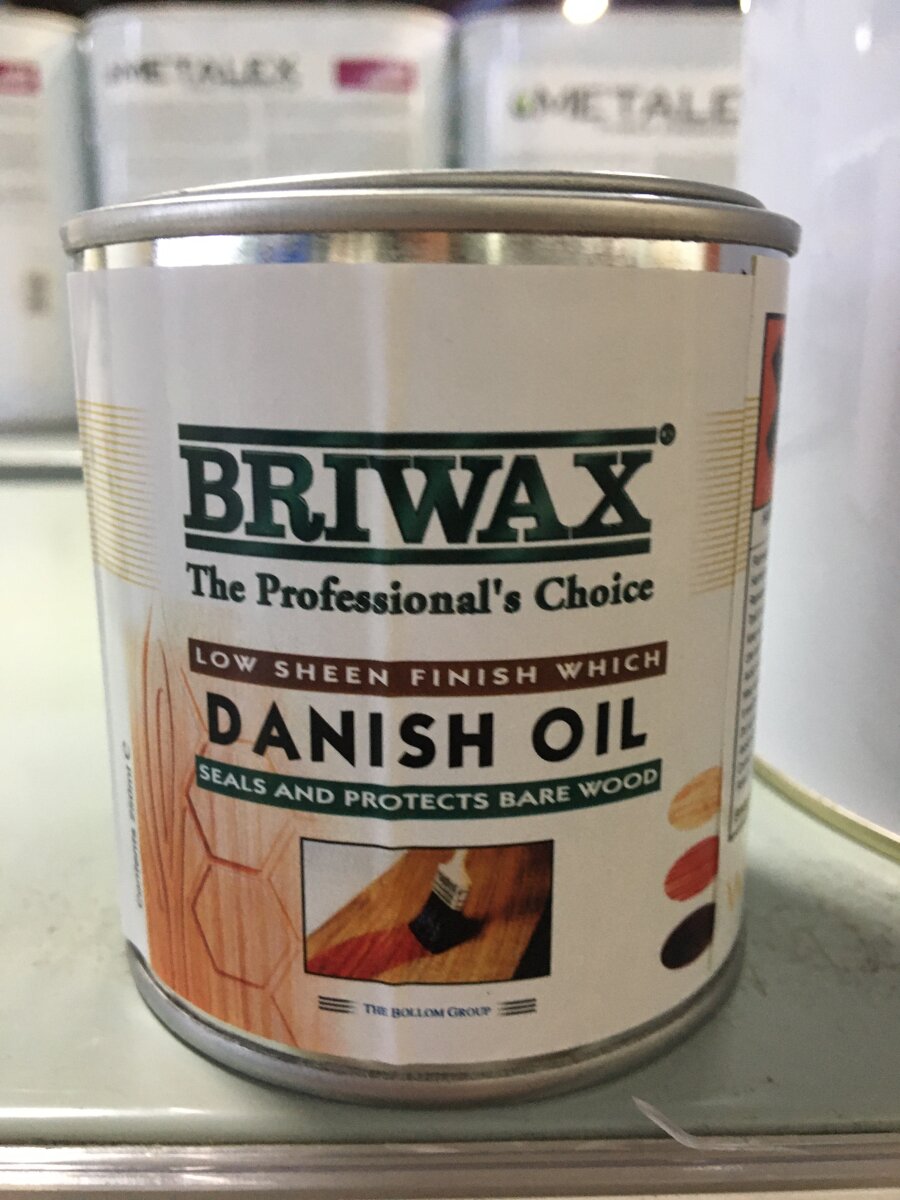 METALEX
METALE
BRIWAX®
The Professional's Choice
LOW SHEEN FINISH WHICH
DANISH OIL
SEALS AND PROTECTS BARE WOOD
THE BOLLOM GROUP